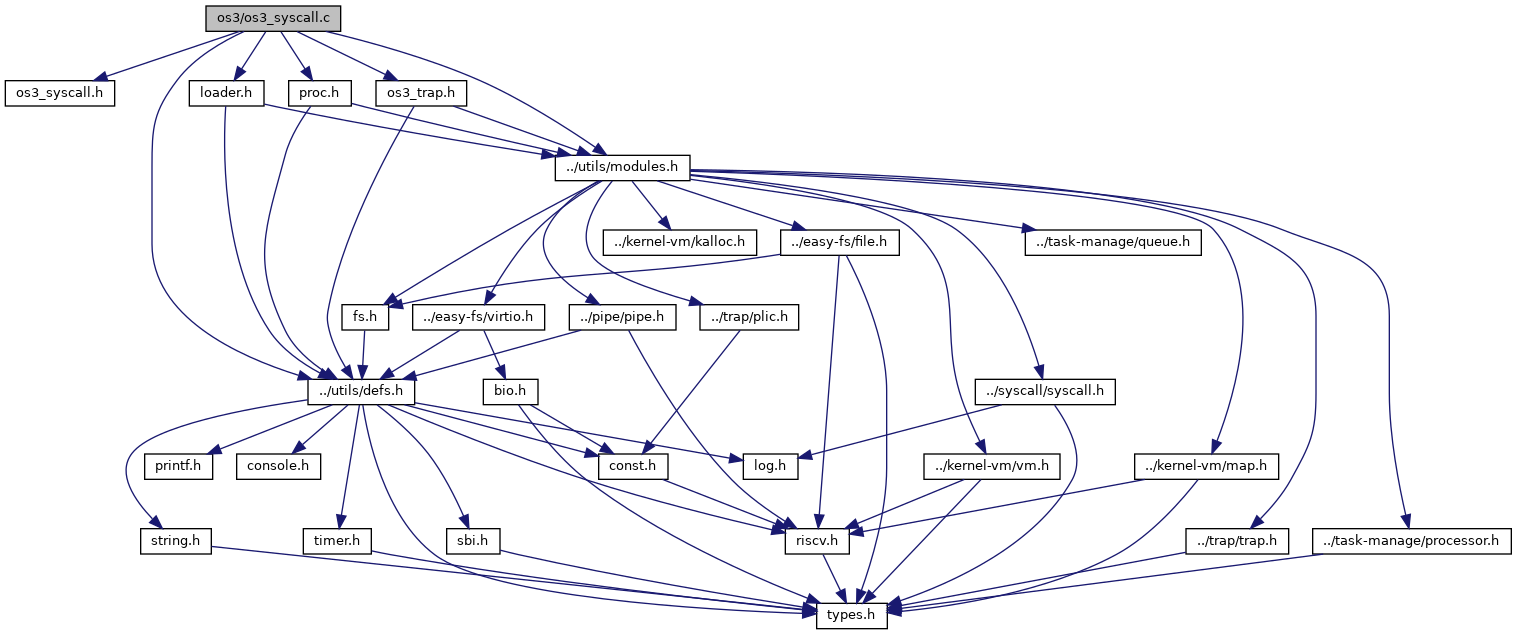 os3/os3_syscall.c
os3_syscall.h
loader.h
proc.h
os3_trap.h
../utils/modules.h
../kernel-vm/kalloc.h
../easy-fs/file.h
../task-manage/queue.h
fs.h
../easy-fs/virtio.h
../pipe/pipe.h
../trap/plic.h
../utils/defs.h
bio.h
../syscall/syscall.h
printf.h
console.h
const.h
log.h
../kernel-vm/vm.h
../kernel-vm/map.h
string.h
timer.h
sbi.h
riscv.h
../trap/trap.h
../task-manage/processor.h
types.h